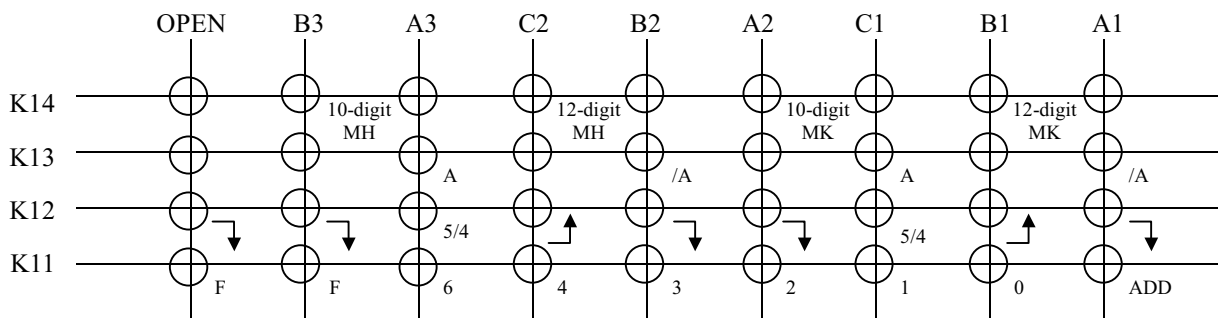 OPEN B3 A3 C2 B2 A2 C1 B1 A1
K14
10-digit 12-digit 10-digit 12-digit
MH MH MK MK
K13
A /A A /A
K12
5/4 5/4
K11
F F 6 4 3 2 1 0 ADD